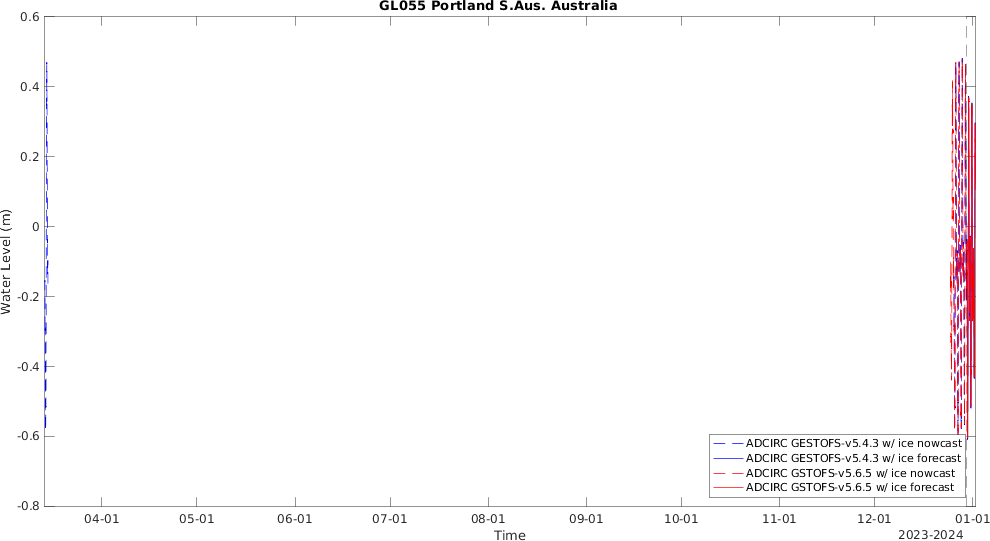 GL055 Portland S.Aus. Australia
0.6
0.4
0.2
0
-0.2
-0.4
-0.6
-0.8
Water Level (m)
ADCIRC GESTOFS-v5.4.3 w/ ice nowcast
ADCIRC GESTOFS-v5.4.3 w/ ice forecast
ADCIRC GSTOFS-v5.6.5 w/ ice nowcast
ADCIRC GSTOFS-v5.6.5 w/ ice forecast
04-01 05-01 06-01 07-01 08-01 09-01 10-01 11-01 12-01 01-01
Time
2023-2024